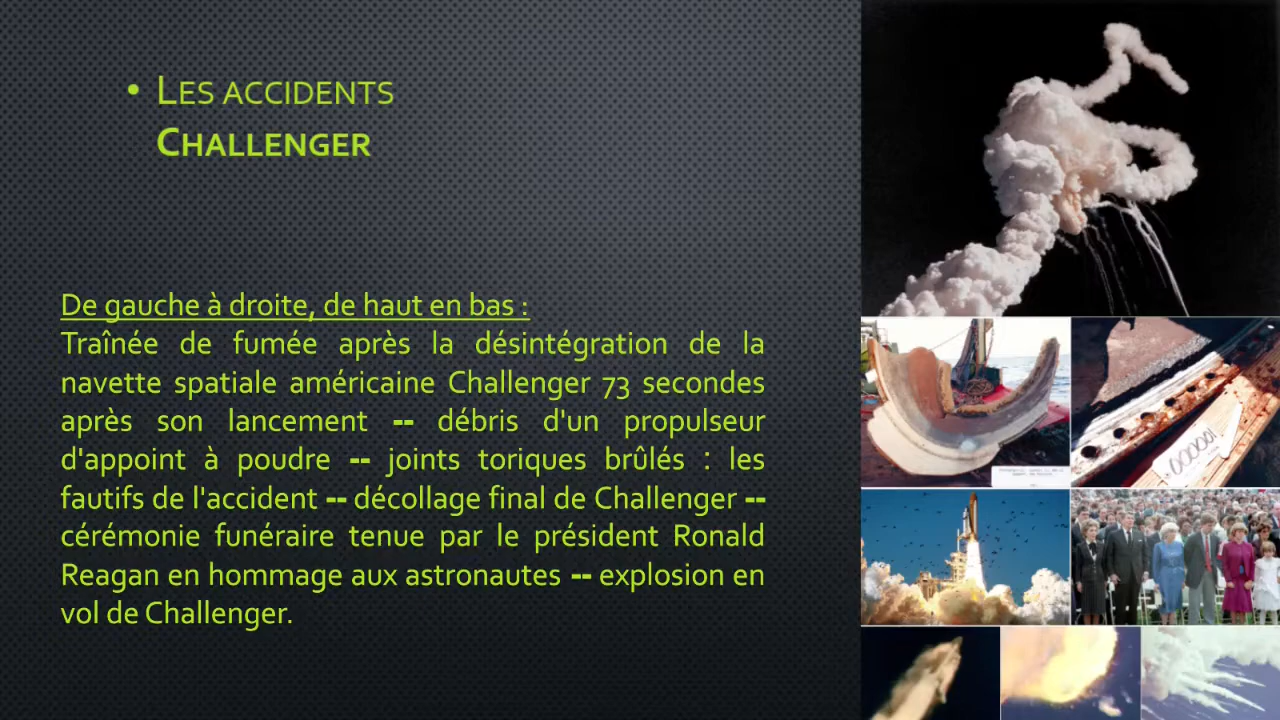 • LES ACCIDENTS
CHALLENGER
De gauche à droite, de haut en bas :
Traînée de fumée après la désintégration de la
navette spatiale américaine Challenger 73 secondes
après son lancement -- débris d'un propulseur
d'appoint à poudre -- joints toriques brûlés : les
fautifs de l'accident -- décollage final de Challenger --
cérémonie funéraire tenue par le président Ronald
Reagan en hommage aux astronautes -- explosion en
vol de Challenger.